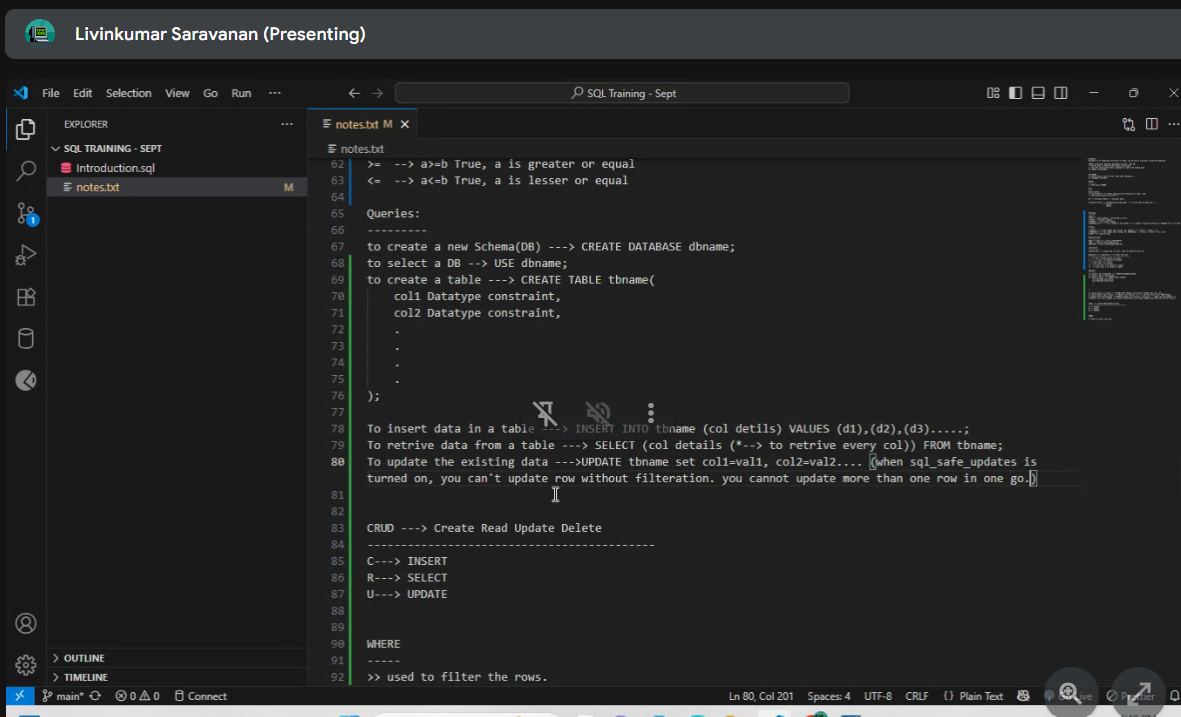 Livinkumar Saravanan (Presenting)
File Edit Selection View Go Run ···
SQL Training - Sept
EXPLORER
SQL TRAINING - SEPT
Introduction.sql
notes.txt M
notes.txt M
notes.txt
62 >= --> a>=b True, a is greater or equal
63 <= --> a<=b True, a is lesser or equal
64
65 Queries:
66 ---------
67 to create a new Schema(DB) ---> CREATE DATABASE dbname;
68 to select a DB --> USE dbname;
69 to create a table ---> CREATE TABLE tbname(
70 col1 Datatype constraint,
71 col2 Datatype constraint,
72 .
73 .
74 .
75 .
76 );
77
78 To insert data in a table ---> INSERT INTO tbname (col detils) VALUES (d1),(d2),(d3).....;
79 To retrive data from a table ---> SELECT (col details (*--> to retrive every col)) FROM tbname;
80 To update the existing data --->UPDATE tbname set col1=val1, col2=val2.... (when sql_safe_updates is
turned on, you can't update row without filteration. you cannot update more than one row in one go.)
81
82
83 CRUD ---> Create Read Update Delete
84 -------------------------------------------
85 C---> INSERT
86 R---> SELECT
87 U---> UPDATE
88
89
90 WHERE
91 -----
92 >> used to filter the rows.
1
OUTLINE
TIMELINE
main* 0 0 Connect
Ln 80, Col 201 Spaces: 4 UTF-8 CRLF {} Plain Text